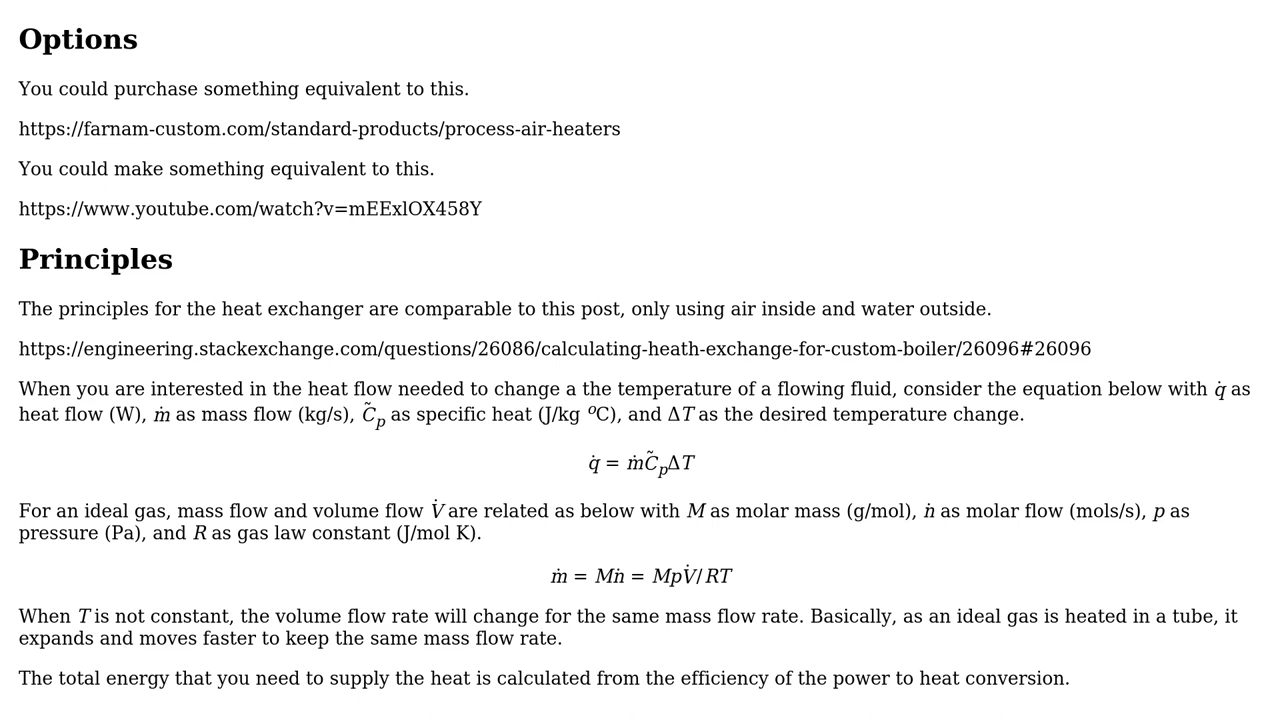 Options
You could purchase something equivalent to this.
https://farnam-custom.com/standard-products/process-air-heaters
You could make something equivalent to this.
https://www.youtube.com/watch?v=mEExlOX458Y
Principles
The principles for the heat exchanger are comparable to this post, only using air inside and water outside.
https://engineering.stackexchange.com/questions/26086/calculating-heath-exchange-for-custom-boiler/26096#26096
When you are interested in the heat flow needed to change a the temperature of a flowing fluid, consider the equation below with q̇ as
heat flow (W), ṁ as mass flow (kg/s), C̃ₚ as specific heat (J/kg ᵒC), and ΔT as the desired temperature change.
q̇ = ṁC̃ₚΔT
For an ideal gas, mass flow and volume flow V̇ are related as below with M as molar mass (g/mol), ṅ as molar flow (mols/s), p as
pressure (Pa), and R as gas law constant (J/mol K).
ṁ = Mṅ = MpV̇/RT
When T is not constant, the volume flow rate will change for the same mass flow rate. Basically, as an ideal gas is heated in a tube, it
expands and moves faster to keep the same mass flow rate.
The total energy that you need to supply the heat is calculated from the efficiency of the power to heat conversion.